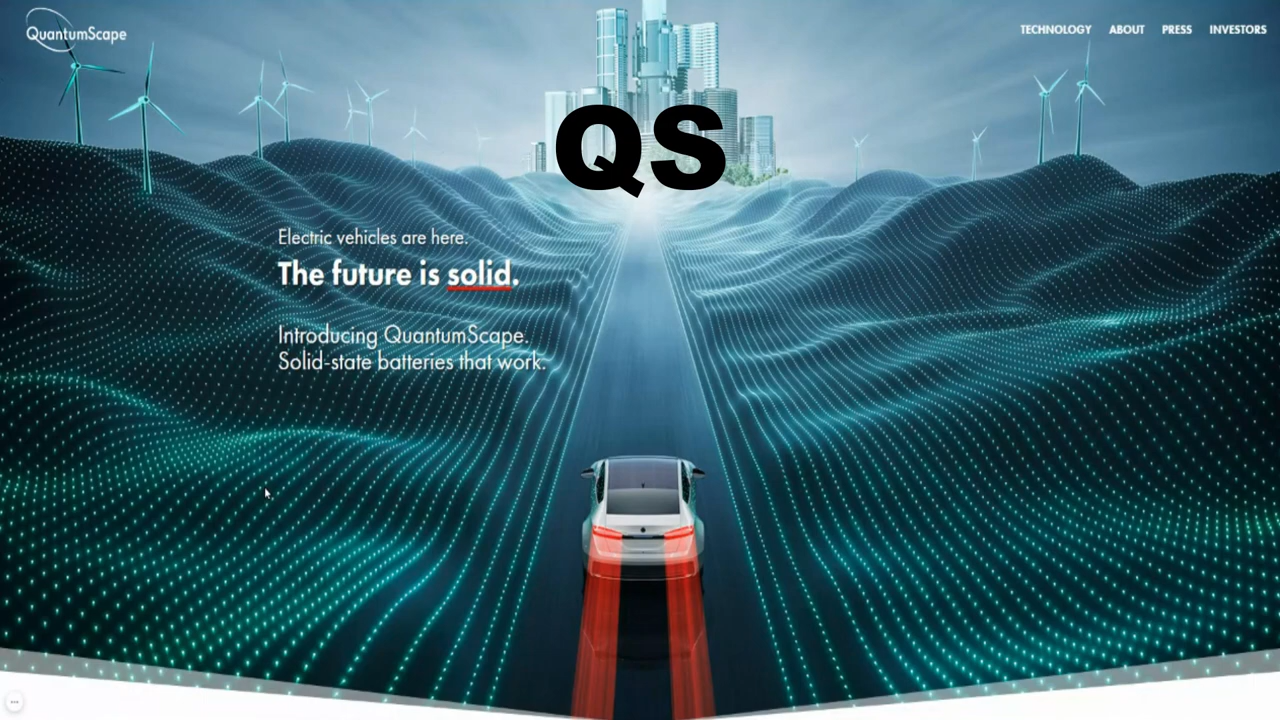 QuantumScape
TECHNOLOGY ABOUT PRESS INVESTORS
QS
Electric vehicles are here.
The future is solid.
Introducing QuantumScape.
Solid-state batteries that work.